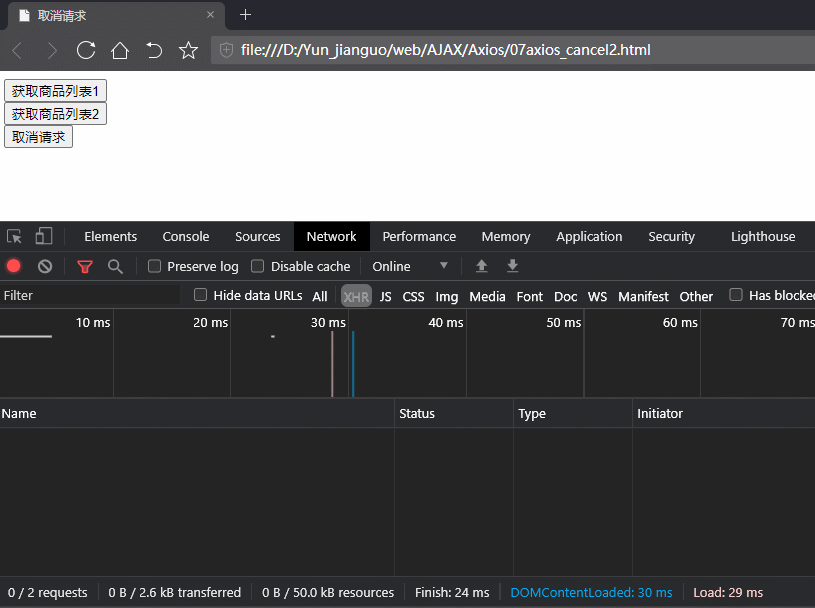 取消请求
file:///D:/Yun_jianguo/web/AJAX/Axios/07axios_cancel2.html
获取商品列表1
获取商品列表2
取消请求
Elements Console Sources Network Performance Memory Application Security Lighthouse
Preserve log Disable cache Online
Filter Hide data URLs All XHR JS CSS Img Media Font Doc WS Manifest Other Has blocked
10 ms 20 ms 30 ms 40 ms 50 ms 60 ms 70 ms
Name Status Type Initiator
0 / 2 requests 0 B / 2.6 kB transferred 0 B / 50.0 kB resources Finish: 24 ms DOMContentLoaded: 30 ms Load: 29 ms